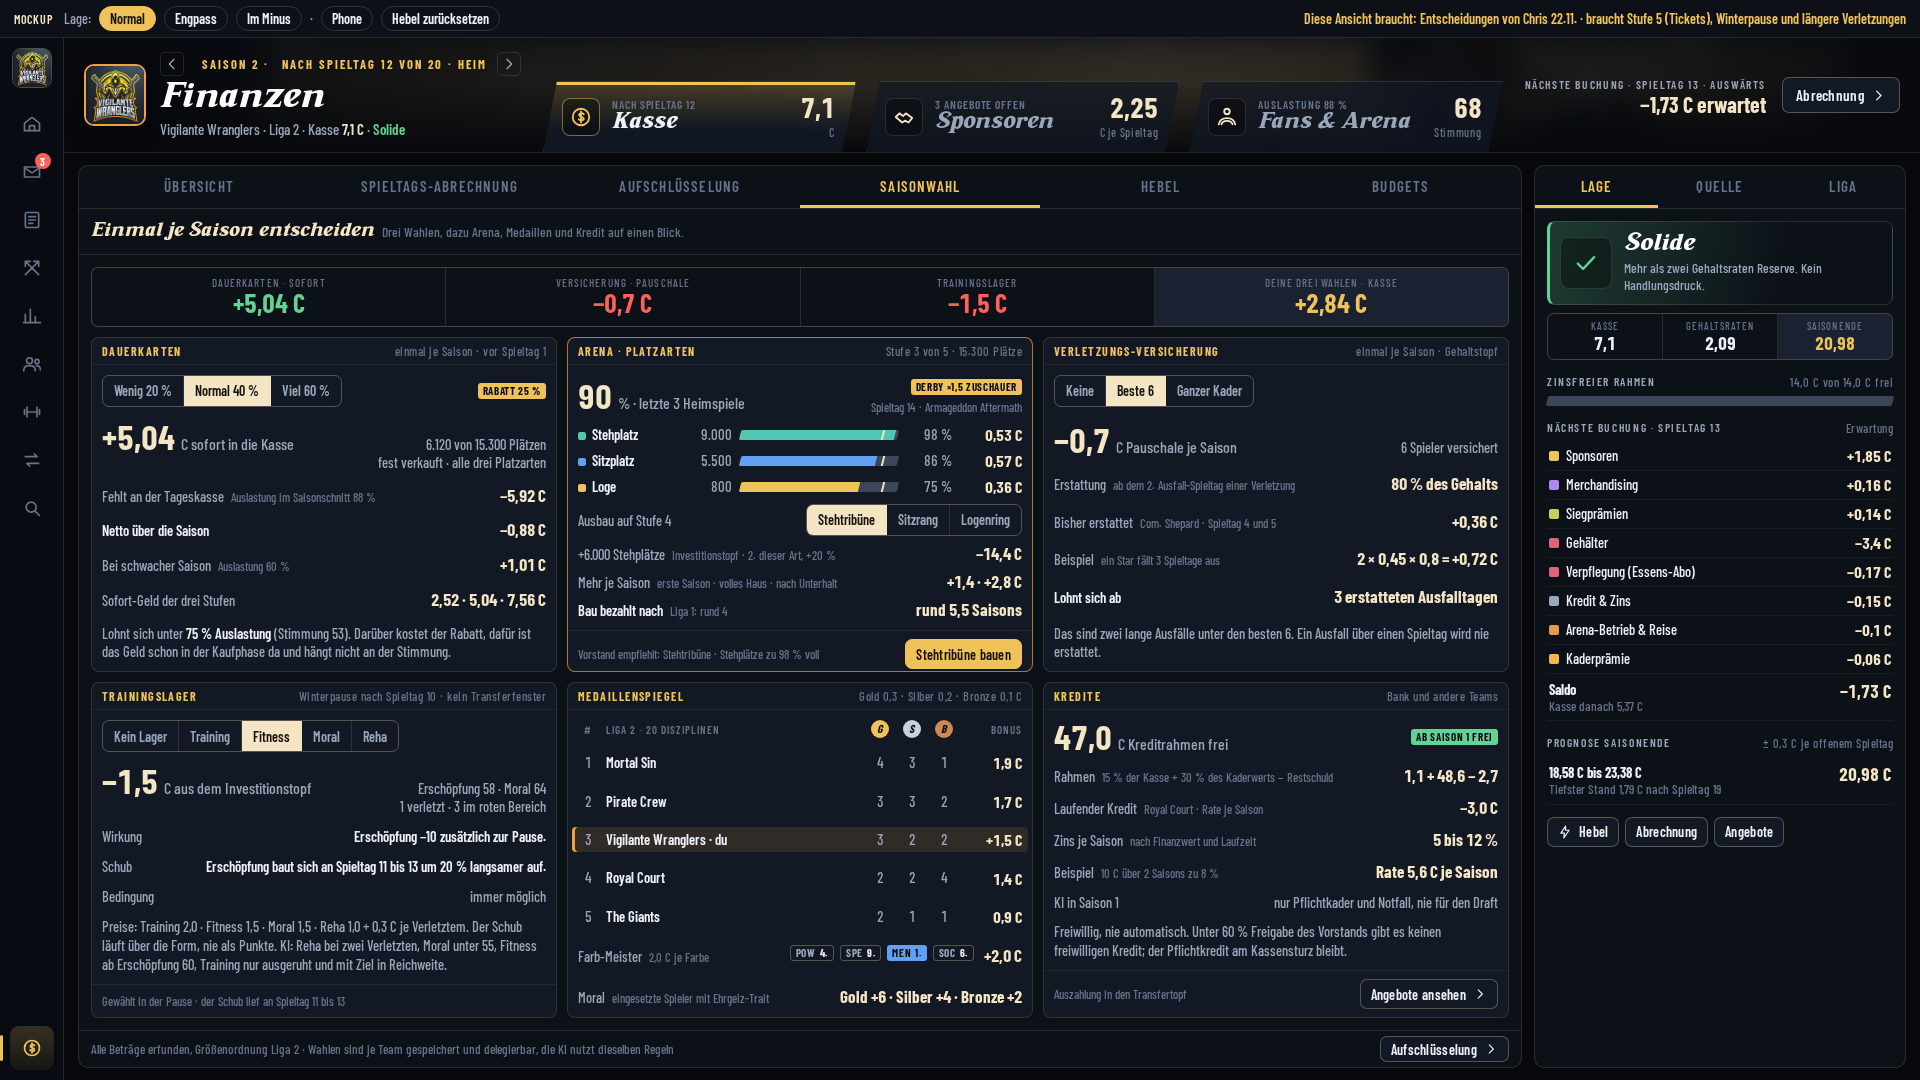 MOCKUP Lage: Normal Engpass Im Minus · Phone Hebel zurücksetzen
Diese Ansicht braucht: Entscheidungen von Chris 22.11. · braucht Stufe 5 (Tickets), Winterpause und längere Verletzungen
3
SAISON 2 · NACH SPIELTAG 12 VON 20 · HEIM
Finanzen
Vigilante Wranglers · Liga 2 · Kasse 7,1 C · Solide
NACH SPIELTAG 12
Kasse
7,1
C
3 ANGEBOTE OFFEN
Sponsoren
2,25
C je Spieltag
AUSLASTUNG 88 %
Fans & Arena
68
Stimmung
NÄCHSTE BUCHUNG · SPIELTAG 13 · AUSWÄRTS
−1,73 C erwartet
Abrechnung
ÜBERSICHT SPIELTAGS-ABRECHNUNG AUFSCHLÜSSELUNG SAISONWAHL HEBEL BUDGETS
Einmal je Saison entscheiden Drei Wahlen, dazu Arena, Medaillen und Kredit auf einen Blick.
DAUERKARTEN · SOFORT
+5,04 C
VERSICHERUNG · PAUSCHALE
−0,7 C
TRAININGSLAGER
−1,5 C
DEINE DREI WAHLEN · KASSE
+2,84 C
DAUERKARTEN einmal je Saison · vor Spieltag 1
Wenig 20 % Normal 40 % Viel 60 % RABATT 25 %
+5,04 C sofort in die Kasse
6.120 von 15.300 Plätzen
fest verkauft · alle drei Platzarten
Fehlt an der Tageskasse Auslastung im Saisonschnitt 88 % −5,92 C
Netto über die Saison −0,88 C
Bei schwacher Saison Auslastung 60 % +1,01 C
Sofort-Geld der drei Stufen 2,52 · 5,04 · 7,56 C
Lohnt sich unter 75 % Auslastung (Stimmung 53). Darüber kostet der Rabatt, dafür ist
das Geld schon in der Kaufphase da und hängt nicht an der Stimmung.
ARENA · PLATZARTEN Stufe 3 von 5 · 15.300 Plätze
90 % · letzte 3 Heimspiele
DERBY ×1,5 ZUSCHAUER
Spieltag 14 · Armageddon Aftermath
Stehplatz 9.000 98 % 0,53 C
Sitzplatz 5.500 86 % 0,57 C
Loge 800 75 % 0,36 C
Ausbau auf Stufe 4 Stehtribüne Sitzrang Logenring
+6.000 Stehplätze Investitionstopf · 2. dieser Art, +20 % −14,4 C
Mehr je Saison erste Saison · volles Haus · nach Unterhalt +1,4 · +2,8 C
Bau bezahlt nach Liga 1: rund 4 rund 5,5 Saisons
Vorstand empfiehlt: Stehtribüne · Stehplätze zu 98 % voll Stehtribüne bauen
VERLETZUNGS-VERSICHERUNG einmal je Saison · Gehaltstopf
Keine Beste 6 Ganzer Kader
−0,7 C Pauschale je Saison 6 Spieler versichert
Erstattung ab dem 2. Ausfall-Spieltag einer Verletzung 80 % des Gehalts
Bisher erstattet Com. Shepard · Spieltag 4 und 5 +0,36 C
Beispiel ein Star fällt 3 Spieltage aus 2 × 0,45 × 0,8 = +0,72 C
Lohnt sich ab 3 erstatteten Ausfalltagen
Das sind zwei lange Ausfälle unter den besten 6. Ein Ausfall über einen Spieltag wird nie
erstattet.
TRAININGSLAGER Winterpause nach Spieltag 10 · kein Transferfenster
Kein Lager Training Fitness Moral Reha
−1,5 C aus dem Investitionstopf
Erschöpfung 58 · Moral 64
1 verletzt · 3 im roten Bereich
Wirkung Erschöpfung −10 zusätzlich zur Pause.
Schub Erschöpfung baut sich an Spieltag 11 bis 13 um 20 % langsamer auf.
Bedingung immer möglich
Preise: Training 2,0 · Fitness 1,5 · Moral 1,5 · Reha 1,0 + 0,3 C je Verletztem. Der Schub
läuft über die Form, nie als Punkte. KI: Reha bei zwei Verletzten, Moral unter 55, Fitness
ab Erschöpfung 60, Training nur ausgeruht und mit Ziel in Reichweite.
Gewählt in der Pause · der Schub lief an Spieltag 11 bis 13
MEDAILLENSPIEGEL Gold 0,3 · Silber 0,2 · Bronze 0,1 C
# LIGA 2 · 20 DISZIPLINEN G S B BONUS
1 Mortal Sin 4 3 1 1,9 C
2 Pirate Crew 3 3 2 1,7 C
3 Vigilante Wranglers · du 3 2 2 +1,5 C
4 Royal Court 2 2 4 1,4 C
5 The Giants 2 1 1 0,9 C
Farb-Meister 2,0 C je Farbe POW 4. SPE 9. MEN 1. SOC 6. +2,0 C
Moral eingesetzte Spieler mit Ehrgeiz-Trait Gold +6 · Silber +4 · Bronze +2
KREDITE Bank und andere Teams
47,0 C Kreditrahmen frei AB SAISON 1 FREI
Rahmen 15 % der Kasse + 30 % des Kaderwerts − Restschuld 1,1 + 48,6 − 2,7
Laufender Kredit Royal Court · Rate je Saison −3,0 C
Zins je Saison nach Finanzwert und Laufzeit 5 bis 12 %
Beispiel 10 C über 2 Saisons zu 8 % Rate 5,6 C je Saison
KI in Saison 1 nur Pflichtkader und Notfall, nie für den Draft
Freiwillig, nie automatisch. Unter 60 % Freigabe des Vorstands gibt es keinen
freiwilligen Kredit; der Pflichtkredit am Kassensturz bleibt.
Auszahlung in den Transfertopf Angebote ansehen
Alle Beträge erfunden, Größenordnung Liga 2 · Wahlen sind je Team gespeichert und delegierbar, die KI nutzt dieselben Regeln Aufschlüsselung
LAGE QUELLE LIGA
Solide
Mehr als zwei Gehaltsraten Reserve. Kein
Handlungsdruck.
KASSE GEHALTSRATEN SAISONENDE
7,1 2,09 20,98
ZINSFREIER RAHMEN 14,0 C von 14,0 C frei
NÄCHSTE BUCHUNG · SPIELTAG 13 Erwartung
Sponsoren +1,85 C
Merchandising +0,16 C
Siegprämien +0,14 C
Gehälter −3,4 C
Verpflegung (Essens-Abo) −0,17 C
Kredit & Zins −0,15 C
Arena-Betrieb & Reise −0,1 C
Kaderprämie −0,06 C
Saldo −1,73 C
Kasse danach 5,37 C
PROGNOSE SAISONENDE ± 0,3 C je offenem Spieltag
18,58 C bis 23,38 C 20,98 C
Tiefster Stand 1,79 C nach Spieltag 19
Hebel Abrechnung Angebote
VIGILANTE
WRANGLERS